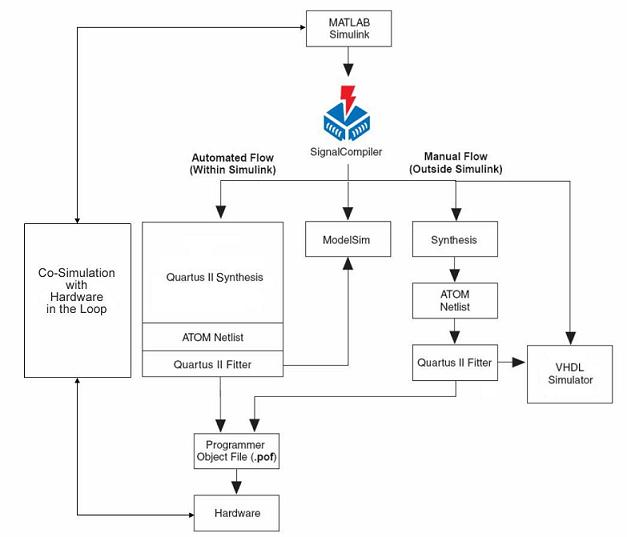 MATLAB
Simulink
SignalCompiler
Automated Flow
(Within Simulink)
Manual Flow
(Outside Simulink)
Co-Simulation
with
Hardware
in the Loop
Quartus II Synthesis
ATOM Netlist
Quartus II Fitter
ModelSim
Synthesis
ATOM
Netlist
Quartus II Fitter
VHDL
Simulator
Programmer
Object File (.pof)
Hardware